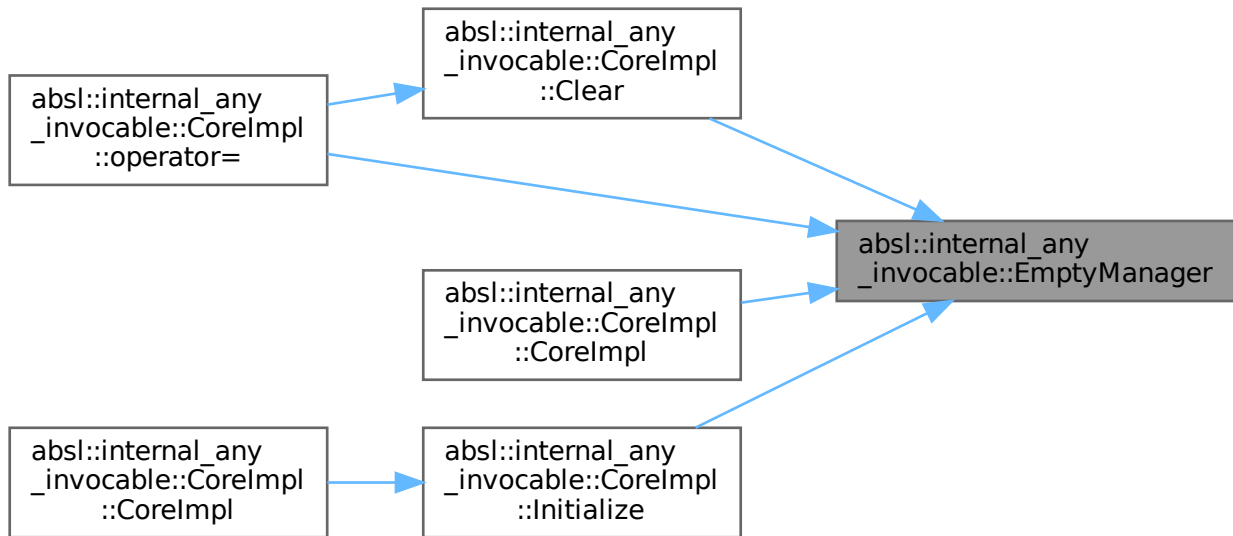 absl::internal_any
_invocable::CoreImpl
::Clear
absl::internal_any
_invocable::CoreImpl
::operator=
absl::internal_any
_invocable::EmptyManager
absl::internal_any
_invocable::CoreImpl
::CoreImpl
absl::internal_any
_invocable::CoreImpl
::CoreImpl
absl::internal_any
_invocable::CoreImpl
::Initialize